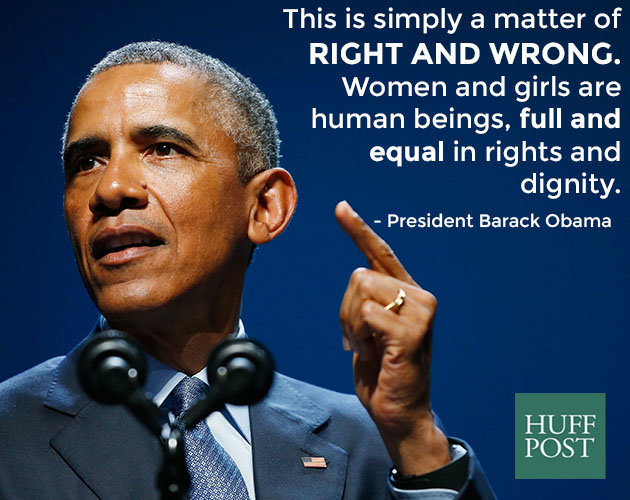 This is simply a matter of
RIGHT AND WRONG.
Women and girls are
human beings, full and
equal in rights and
dignity.
- President Barack Obama
HUFF
POST